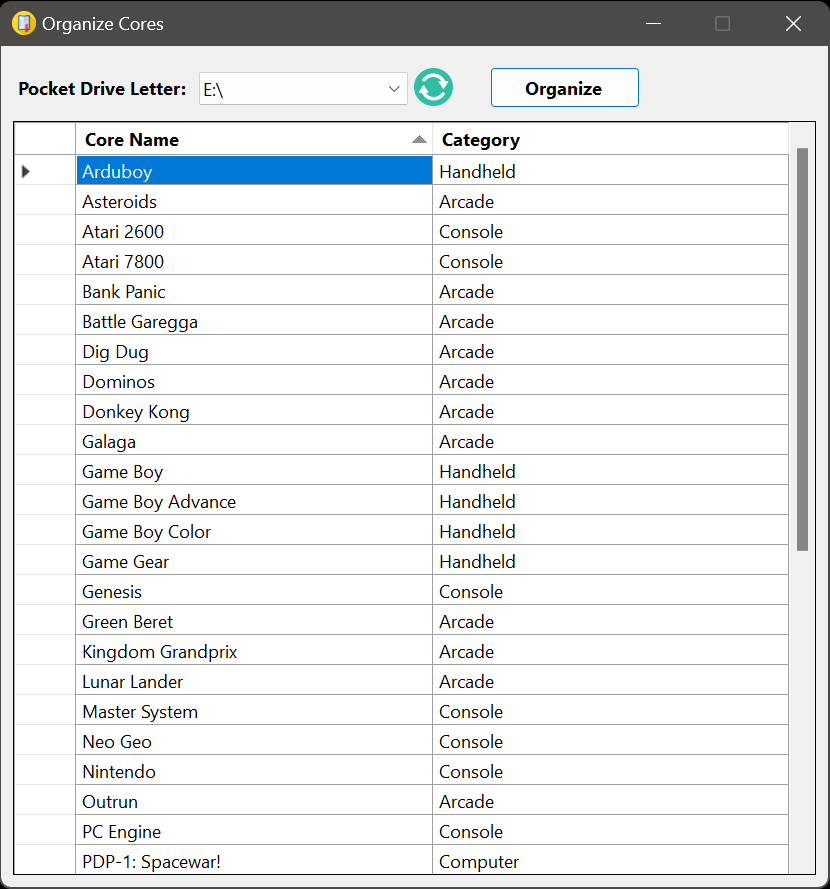 Organize Cores
Pocket Drive Letter: E:\ Organize
Core Name Category
Arduboy Handheld
Asteroids Arcade
Atari 2600 Console
Atari 7800 Console
Bank Panic Arcade
Battle Garegga Arcade
Dig Dug Arcade
Dominos Arcade
Donkey Kong Arcade
Galaga Arcade
Game Boy Handheld
Game Boy Advance Handheld
Game Boy Color Handheld
Game Gear Handheld
Genesis Console
Green Beret Arcade
Kingdom Grandprix Arcade
Lunar Lander Arcade
Master System Console
Neo Geo Console
Nintendo Console
Outrun Arcade
PC Engine Console
PDP-1: Spacewar! Computer